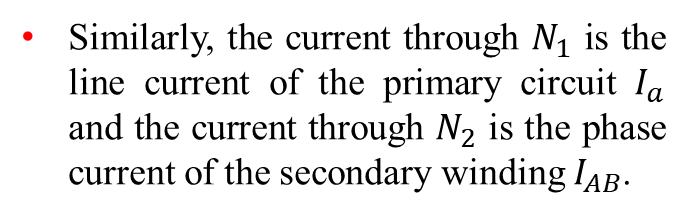 • Similarly, the current through N₁ is the
line current of the primary circuit Iₐ
and the current through N₂ is the phase
current of the secondary winding I_AB.